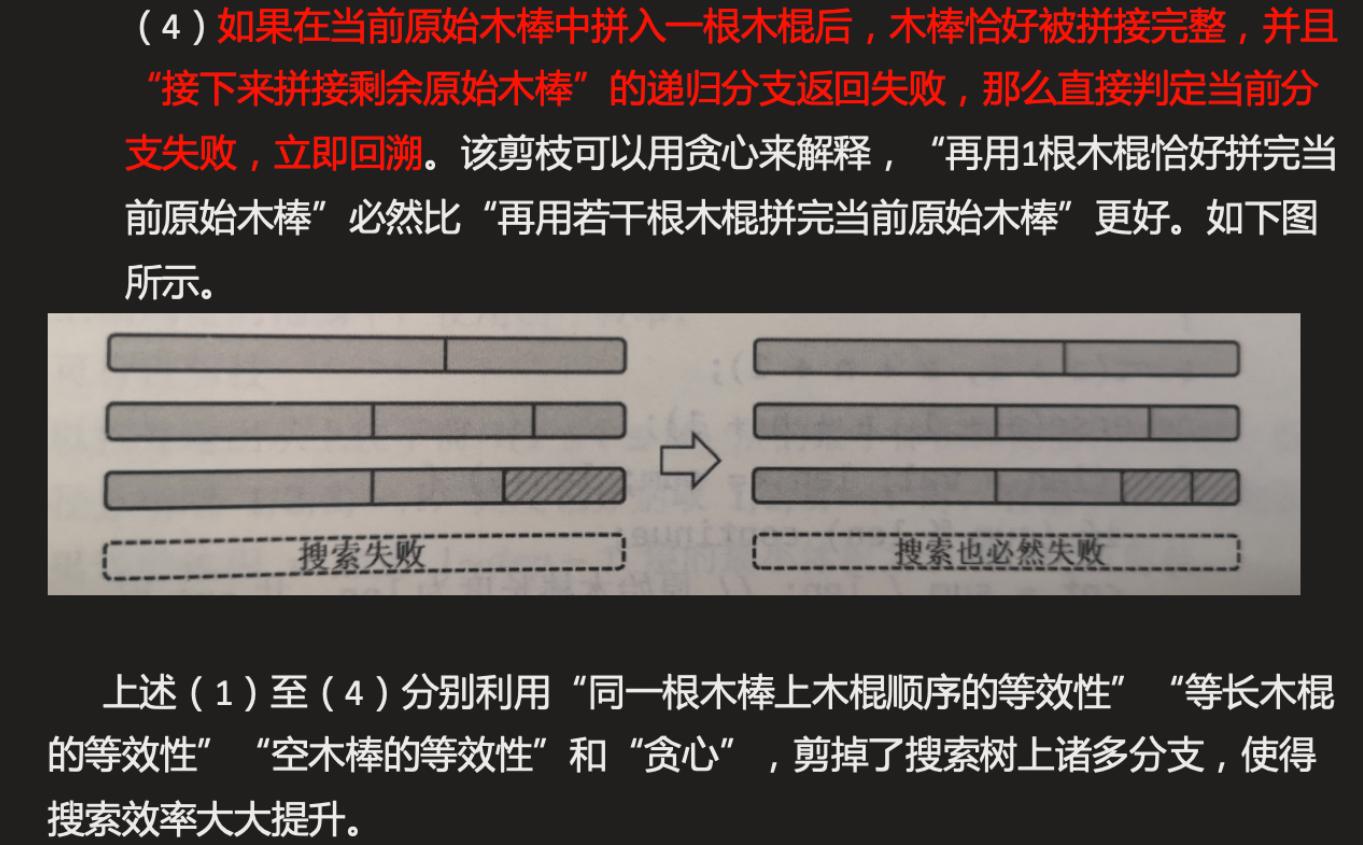 （4）如果在当前原始木棒中拼入一根木棍后，木棒恰好被拼接完整，并且
“接下来拼接剩余原始木棒”的递归分支返回失败，那么直接判定当前分
支失败，立即回溯。该剪枝可以用贪心来解释，“再用1根木棍恰好拼完当
前原始木棒”必然比“再用若干根木棍拼完当前原始木棒”更好。如下图
所示。
搜索失败
搜索也必然失败
上述（1）至（4）分别利用“同一根木棒上木棍顺序的等效性”“等长木棍
的等效性”“空木棒的等效性”和“贪心”，剪掉了搜索树上诸多分支，使得
搜索效率大大提升。